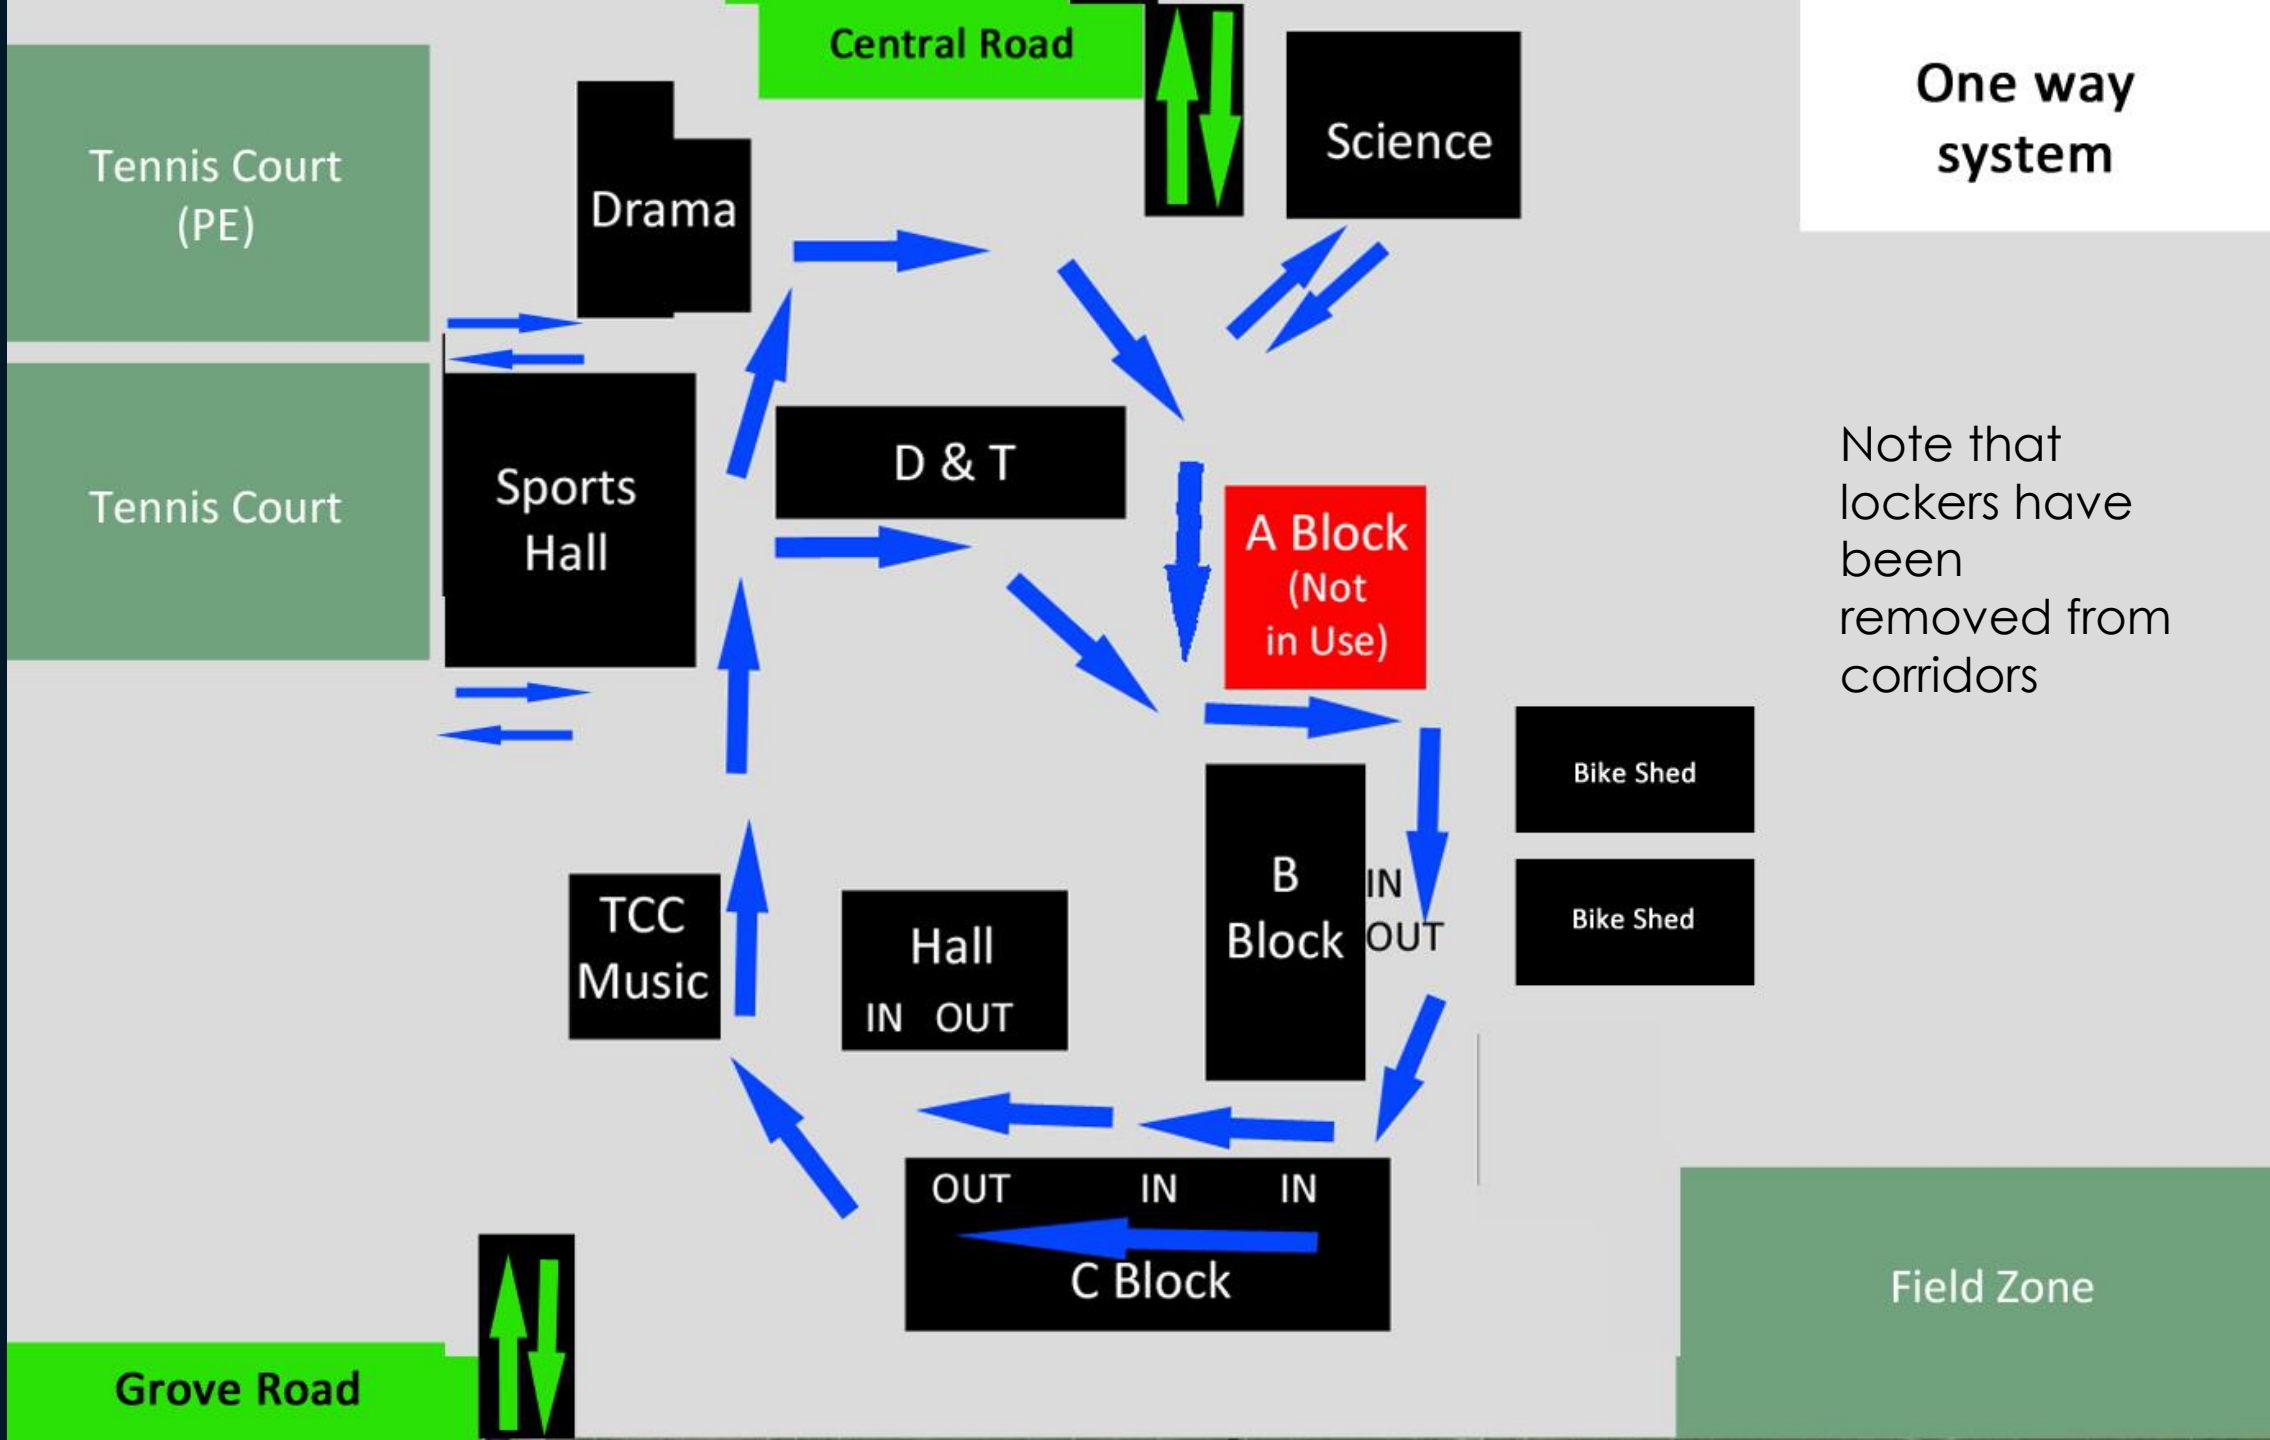 Central Road
One way
system
Tennis Court
(PE)
Drama
Science
Tennis Court
Sports
Hall
D & T
A Block
(Not
in Use)
Note that
lockers have
been
removed from
corridors
Bike Shed
Bike Shed
B
Block
IN
OUT
TCC
Music
Hall
IN OUT
OUT IN IN
C Block
Field Zone
Grove Road